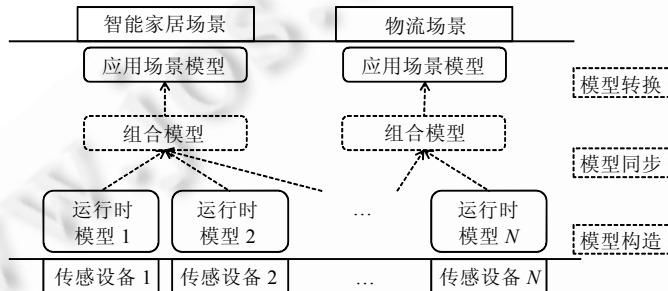 智能家居场景 物流场景
应用场景模型 应用场景模型
模型转换
组合模型 组合模型
模型同步
... ...
运行时 运行时 运行时
模型 1 模型 2 ... 模型 N
模型构造
传感设备 1 传感设备 2 ... 传感设备 N